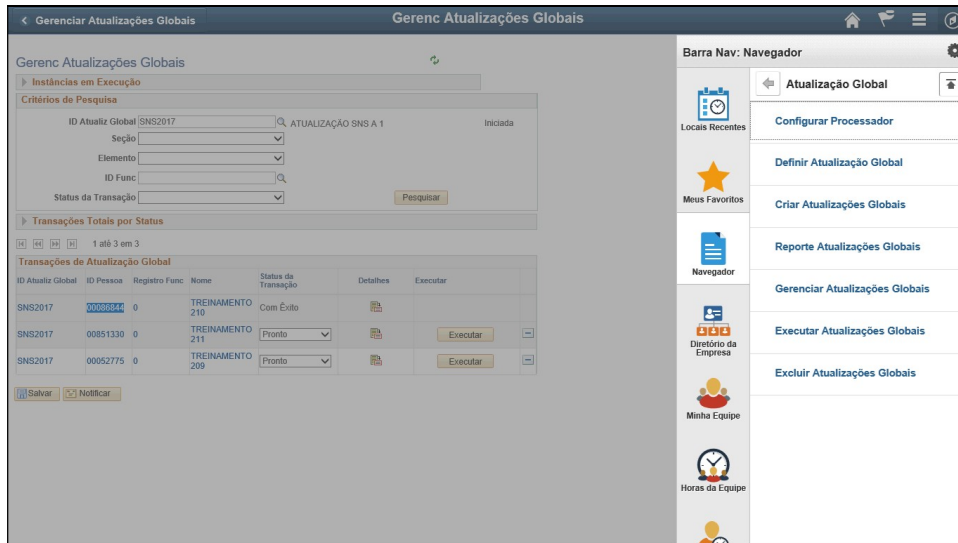 Gerenciar Atualizações Globais
Gerenc Atualizações Globais
Gerenc Atualizações Globais
Instâncias em Execução
Critérios de Pesquisa
ID Atualiz Global SNS2017 ATUALIZAÇÃO SNS A 1 Iniciada
Seção
Elemento
ID Func
Status da Transação Pesquisar
Transações Totais por Status
1 até 3 em 3
Transações de Atualização Global
ID Atualiz Global ID Pessoa Registro Func Nome Status da Transação Detalhes Executar
SNS2017 00086844 0 TREINAMENTO 210 Com Êxito
SNS2017 00851330 0 TREINAMENTO 211 Pronto Executar
SNS2017 00052775 0 TREINAMENTO 209 Pronto Executar
Salvar Notificar
Barra Nav: Navegador
Locais Recentes
Meus Favoritos
Navegador
Diretório da
Empresa
Minha Equipe
Horas da Equipe
Atualização Global
Configurar Processador
Definir Atualização Global
Criar Atualizações Globais
Reporte Atualizações Globais
Gerenciar Atualizações Globais
Executar Atualizações Globais
Excluir Atualizações Globais